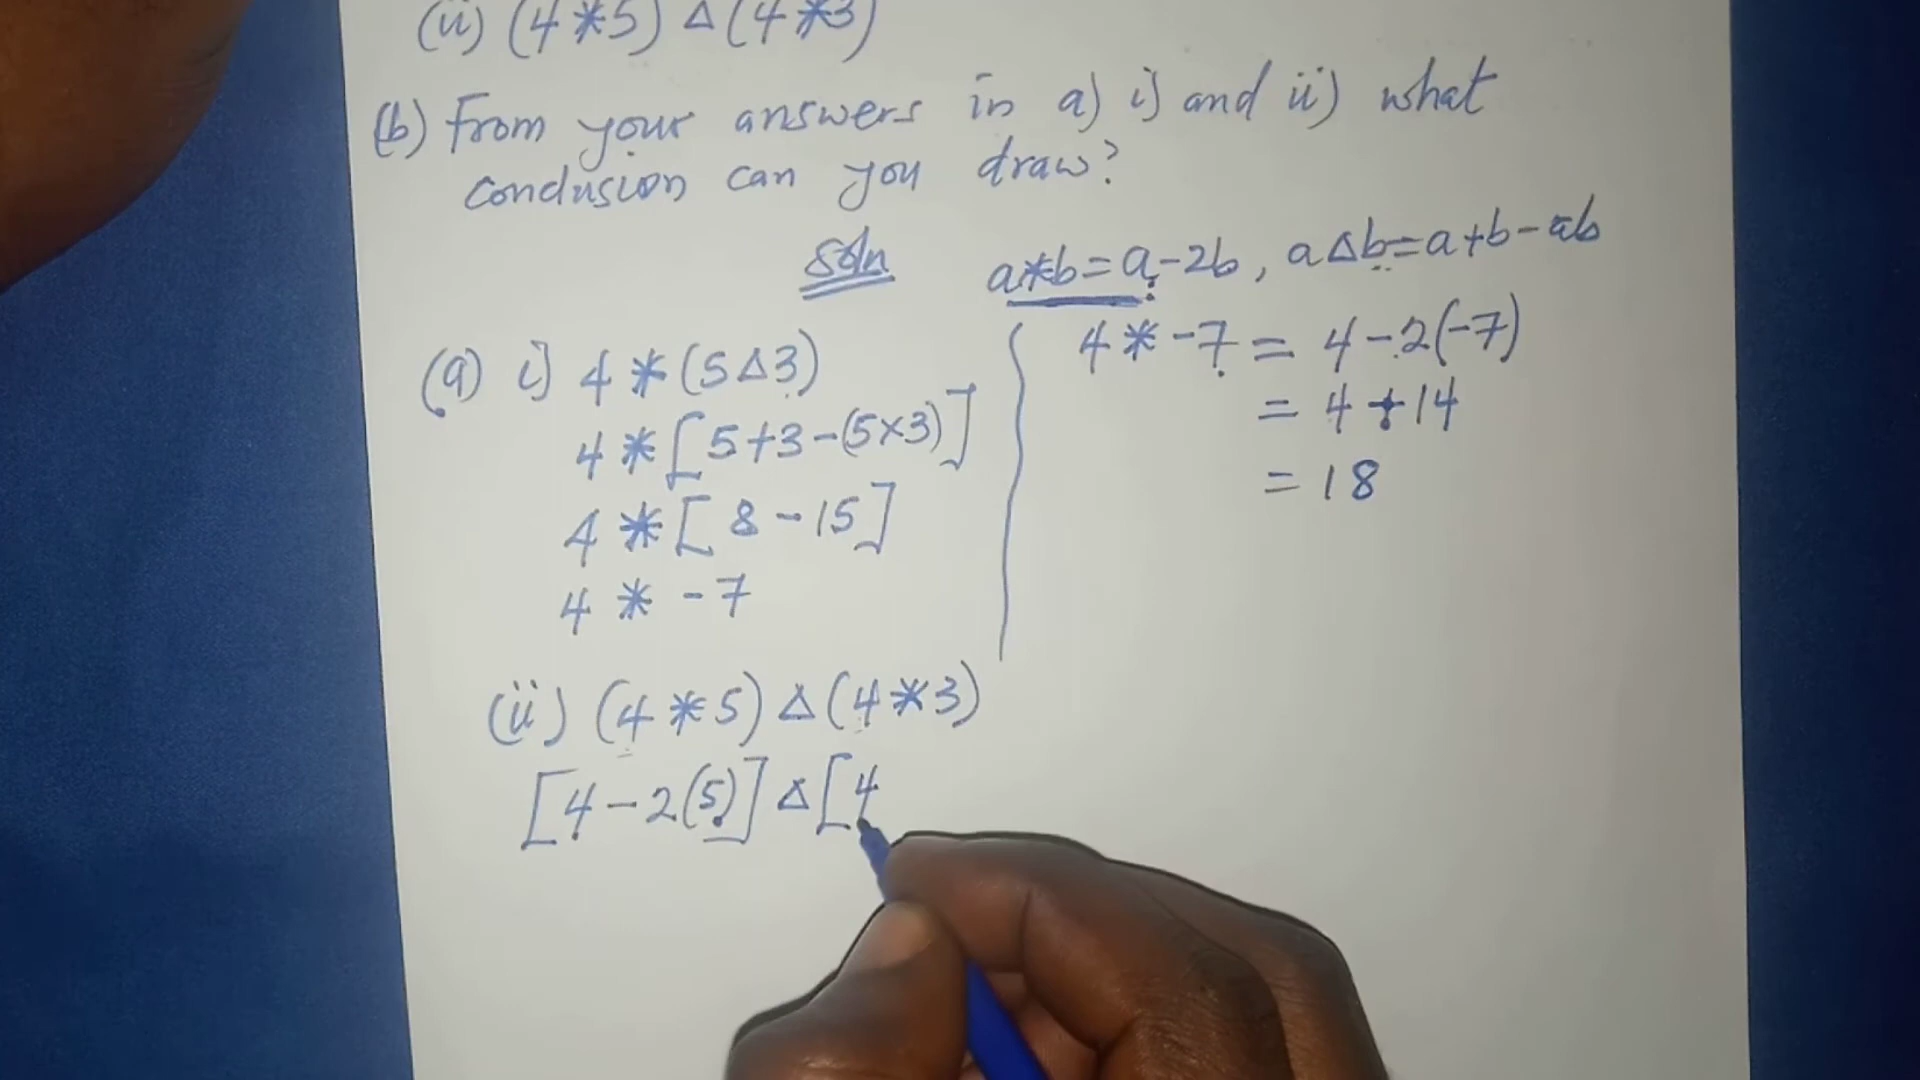 (ii) (4 * 5) Δ (4 * 3)
(b) From your answers in a) i) and ii) what
conclusion can you draw?
Soln
a*b = a - 2b, a Δ b = a + b - ab
(a) i) 4 * (5 Δ 3)
4 * [5 + 3 - (5 × 3)]
4 * [8 - 15]
4 * - 7
4 * - 7 = 4 - 2(-7)
= 4 + 14
= 18
(ii) (4 * 5) Δ (4 * 3)
[4 - 2(5)] Δ [4